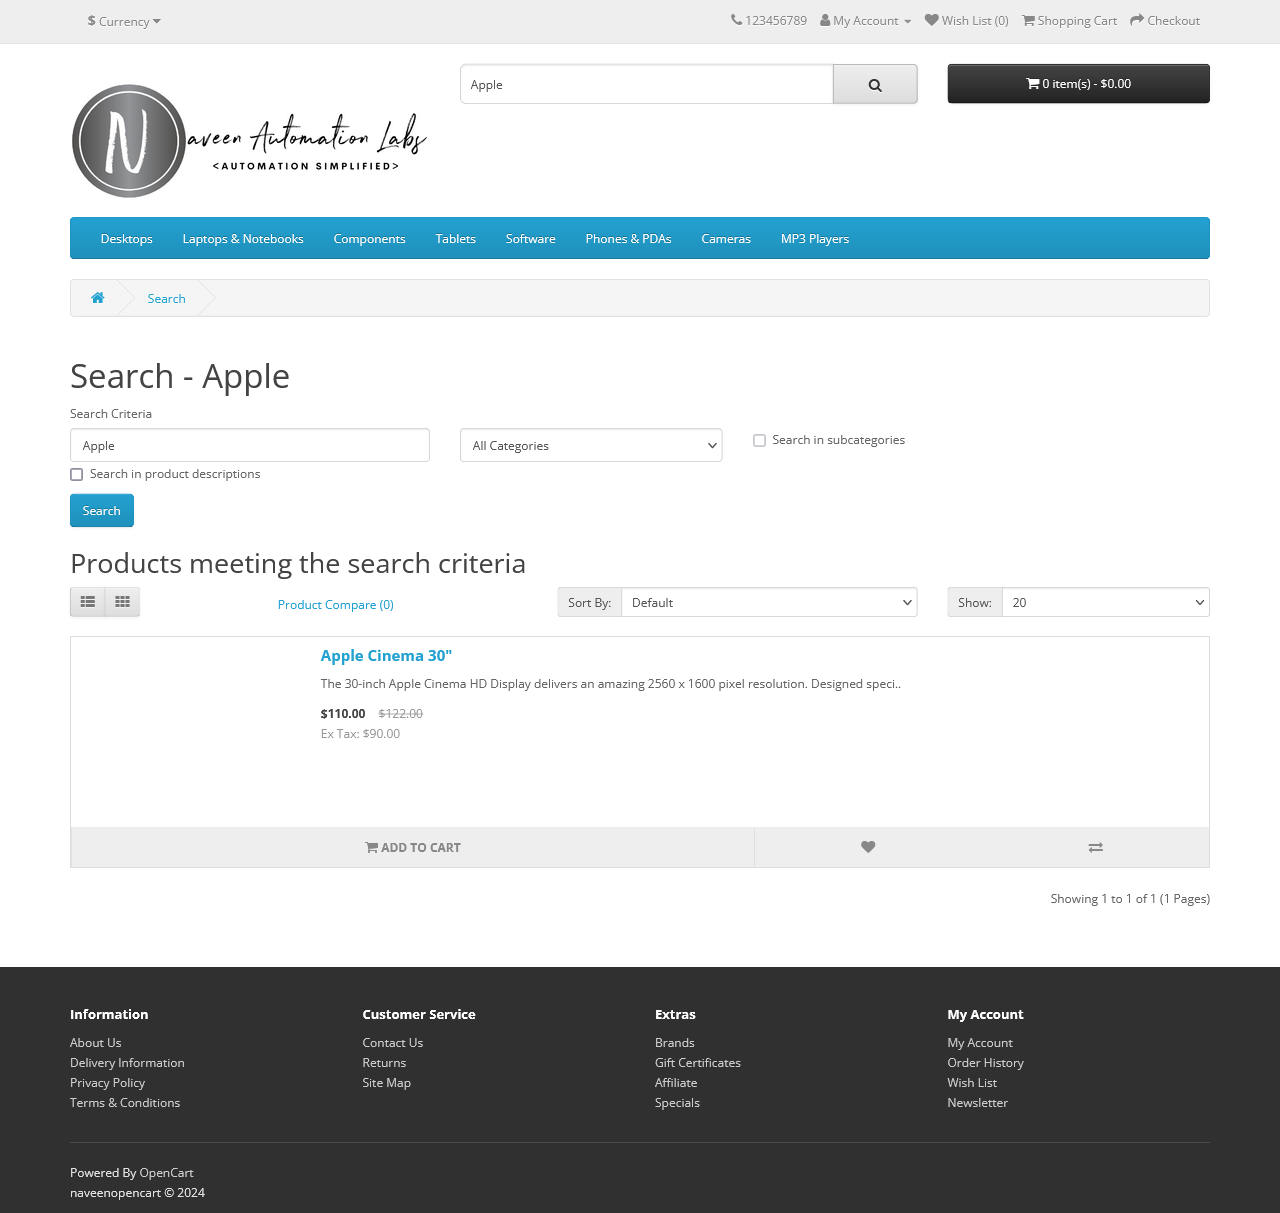 $ Currency
123456789 My Account Wish List (0) Shopping Cart Checkout
Apple
0 item(s) - $0.00
N
aveen Automation Labs
<AUTOMATION SIMPLIFIED>
Desktops Laptops & Notebooks Components Tablets Software Phones & PDAs Cameras MP3 Players
Search
Search - Apple
Search Criteria
Apple All Categories Search in subcategories
Search in product descriptions
Search
Products meeting the search criteria
Product Compare (0) Sort By: Default Show: 20
Apple Cinema 30"
The 30-inch Apple Cinema HD Display delivers an amazing 2560 x 1600 pixel resolution. Designed speci..
$110.00 $122.00
Ex Tax: $90.00
ADD TO CART
Showing 1 to 1 of 1 (1 Pages)
Information
About Us
Delivery Information
Privacy Policy
Terms & Conditions
Customer Service
Contact Us
Returns
Site Map
Extras
Brands
Gift Certificates
Affiliate
Specials
My Account
My Account
Order History
Wish List
Newsletter
Powered By OpenCart
naveenopencart © 2024